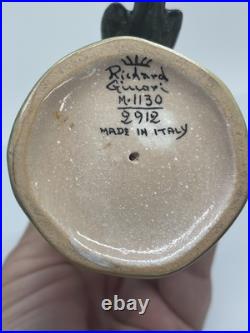 Richard
Ginori
M.1130
2912
MADE IN ITALY